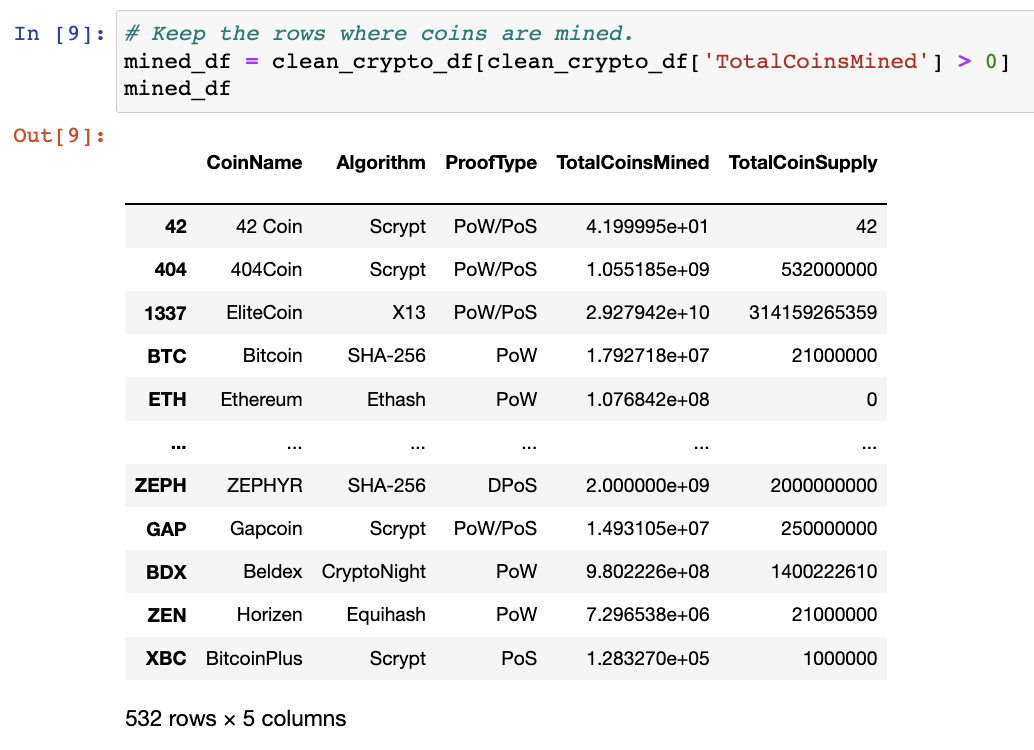 In [9]: # Keep the rows where coins are mined.
mined_df = clean_crypto_df[clean_crypto_df['TotalCoinsMined'] > 0]
mined_df
Out[9]:
CoinName Algorithm ProofType TotalCoinsMined TotalCoinSupply
42 42 Coin Scrypt PoW/PoS 4.199995e+01 42
404 404Coin Scrypt PoW/PoS 1.055185e+09 532000000
1337 EliteCoin X13 PoW/PoS 2.927942e+10 314159265359
BTC Bitcoin SHA-256 PoW 1.792718e+07 21000000
ETH Ethereum Ethash PoW 1.076842e+08 0
... ... ... ... ... ...
ZEPH ZEPHYR SHA-256 DPoS 2.000000e+09 2000000000
GAP Gapcoin Scrypt PoW/PoS 1.493105e+07 250000000
BDX Beldex CryptoNight PoW 9.802226e+08 1400222610
ZEN Horizen Equihash PoW 7.296538e+06 21000000
XBC BitcoinPlus Scrypt PoS 1.283270e+05 1000000
532 rows × 5 columns